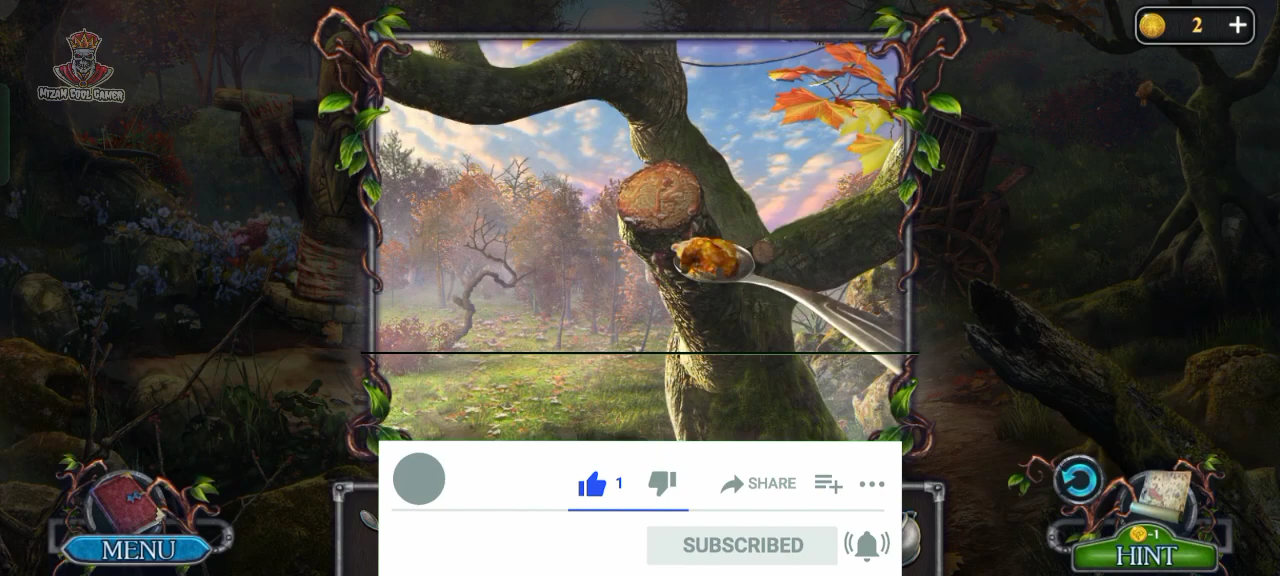 MIZAN COOL GAMER
2 +
1
SHARE
SUBSCRIBED
MENU
-1
HINT